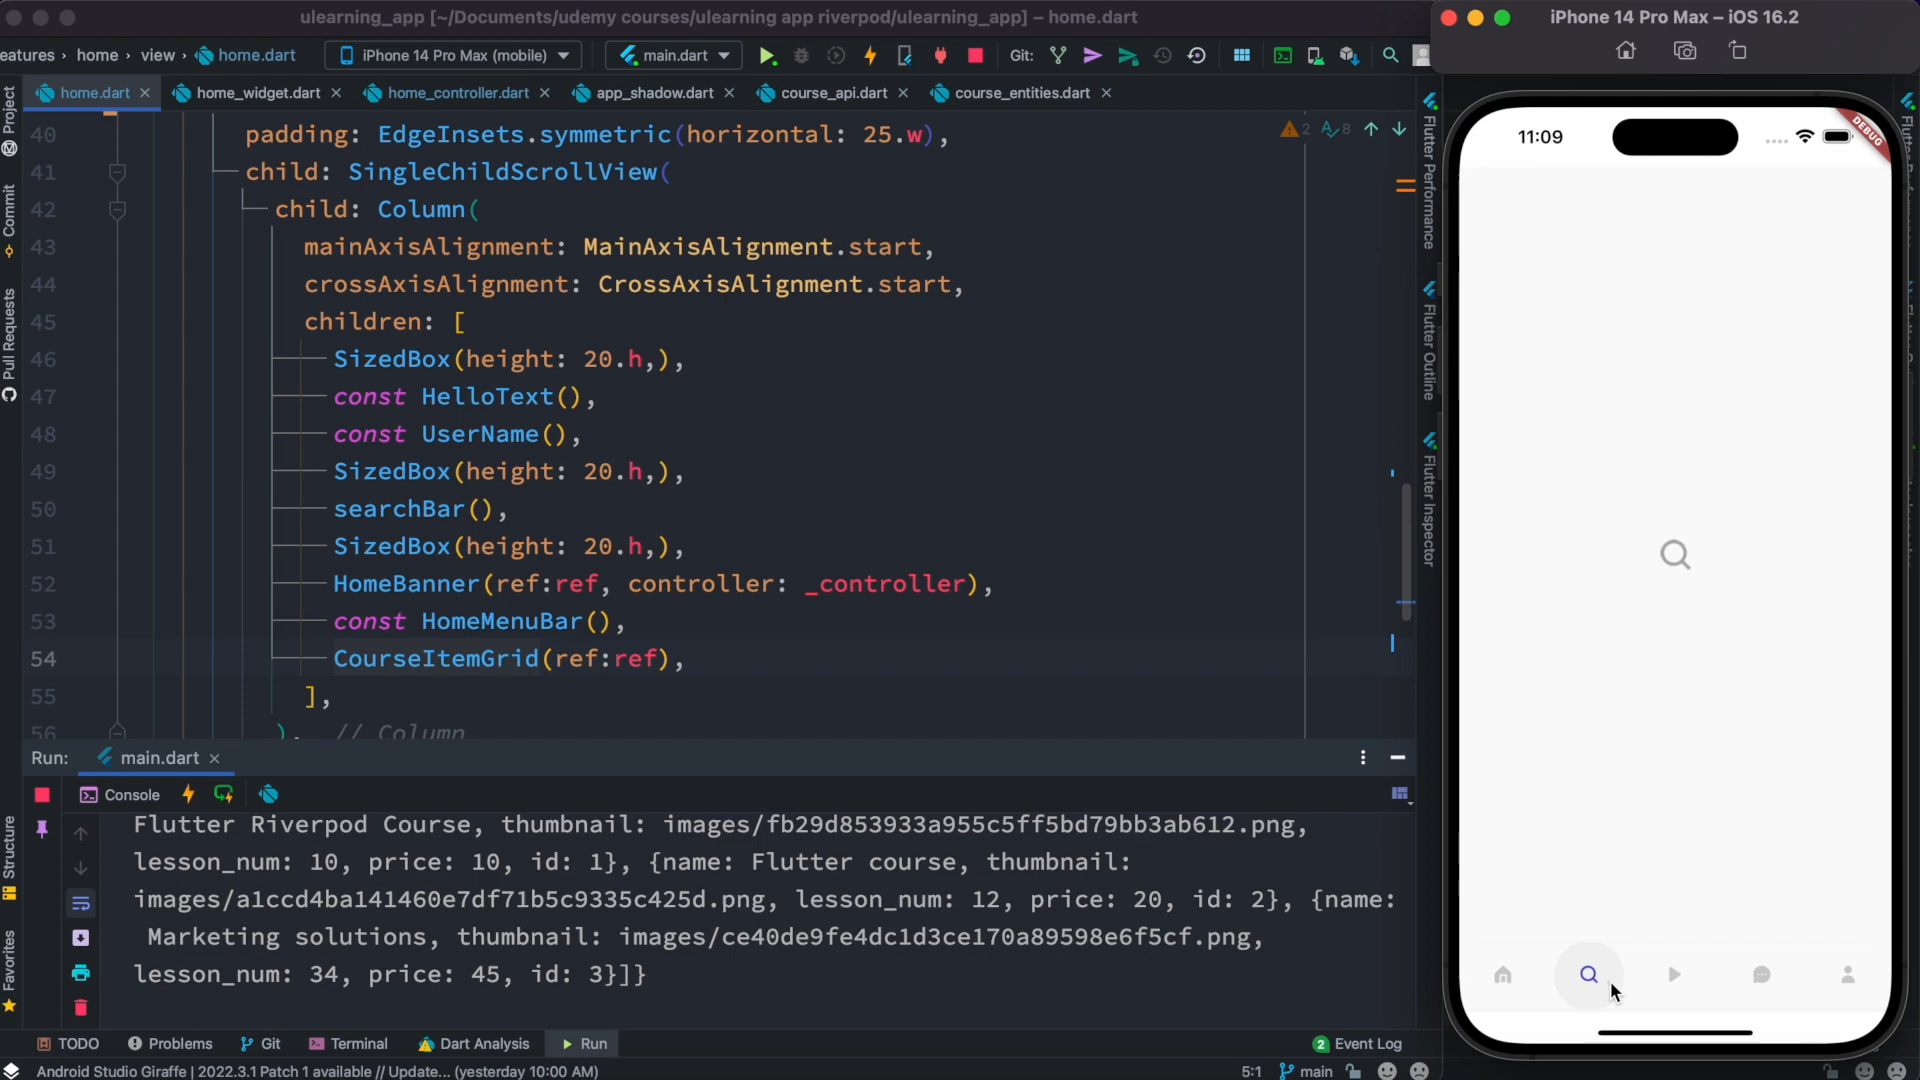 ulearning_app [~/Documents/udemy courses/ulearning app riverpod/ulearning_app] – home.dart
iPhone 14 Pro Max – iOS 16.2
eatures › home › view › home.dart
iPhone 14 Pro Max (mobile)
main.dart
Git:
home.dart
home_widget.dart
home_controller.dart
app_shadow.dart
course_api.dart
course_entities.dart
2
8
40 padding: EdgeInsets.symmetric(horizontal: 25.w),
41 child: SingleChildScrollView(
42 child: Column(
43 mainAxisAlignment: MainAxisAlignment.start,
44 crossAxisAlignment: CrossAxisAlignment.start,
45 children: [
46 SizedBox(height: 20.h,),
47 const HelloText(),
48 const UserName(),
49 SizedBox(height: 20.h,),
50 searchBar(),
51 SizedBox(height: 20.h,),
52 HomeBanner(ref:ref, controller: _controller),
53 const HomeMenuBar(),
54 CourseItemGrid(ref:ref),
55 ],
56 ), // Column
Project
Commit
Pull Requests
Structure
Favorites
Flutter Performance
Flutter Outline
Flutter Inspector
11:09
DEBUG
Run: main.dart
Console
Flutter Riverpod Course, thumbnail: images/fb29d853933a955c5ff5bd79bb3ab612.png,
lesson_num: 10, price: 10, id: 1}, {name: Flutter course, thumbnail:
images/a1ccd4ba141460e7df71b5c9335c425d.png, lesson_num: 12, price: 20, id: 2}, {name:
Marketing solutions, thumbnail: images/ce40de9fe4dc1d3ce170a89598e6f5cf.png,
lesson_num: 34, price: 45, id: 3}]}
TODO
Problems
Git
Terminal
Dart Analysis
Run
2 Event Log
Android Studio Giraffe | 2022.3.1 Patch 1 available // Update... (yesterday 10:00 AM)
5:1
main